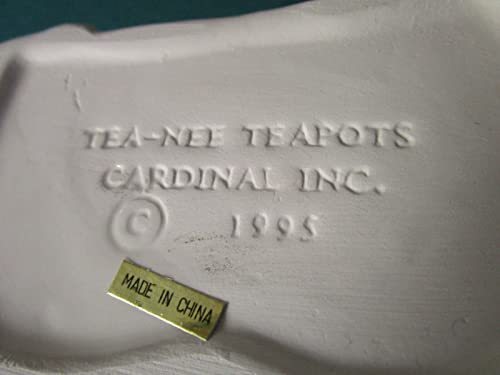 TEA-NEE TEAPOTS
CARDINAL INC.
© 1995
MADE IN CHINA